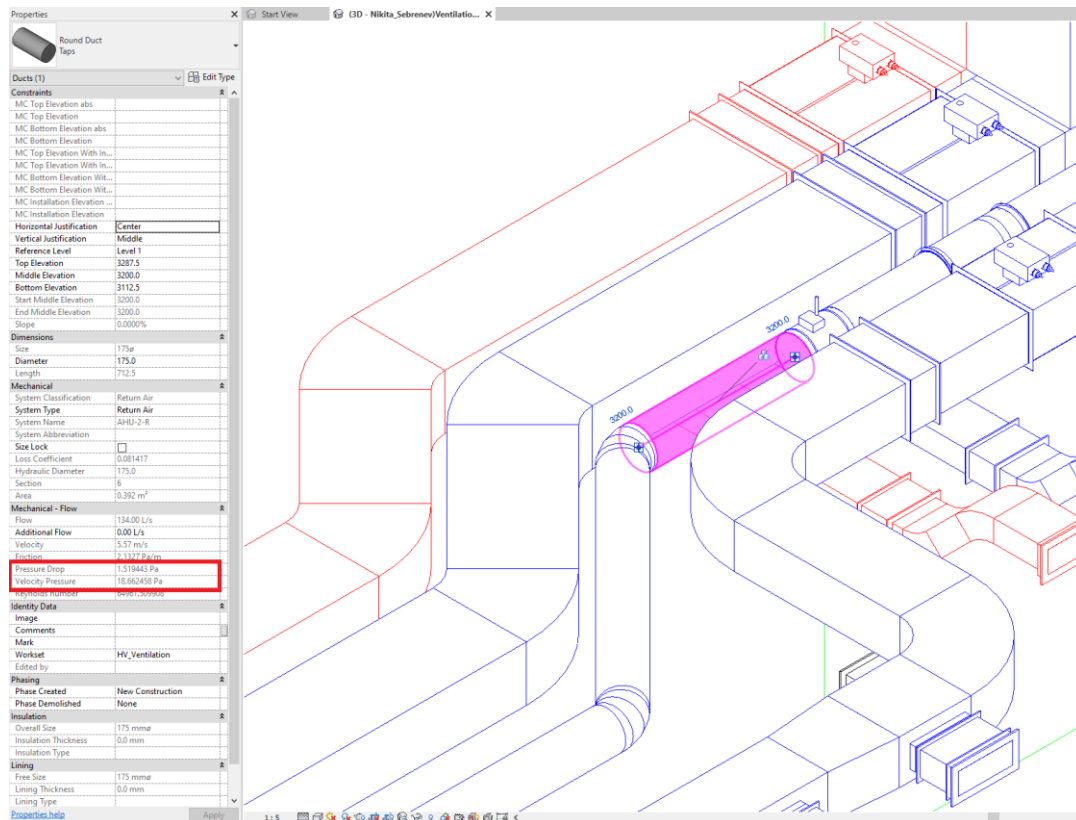 Properties
Start View
(3D - Nikita_Sebrenev)Ventilatio...
Round Duct
Taps
Ducts (1)
Edit Type
Constraints
MC Top Elevation abs
MC Top Elevation
MC Bottom Elevation abs
MC Bottom Elevation
MC Top Elevation With In...
MC Top Elevation With In...
MC Bottom Elevation Wit...
MC Bottom Elevation Wit...
MC Installation Elevation ...
MC Installation Elevation
Horizontal Justification Center
Vertical Justification Middle
Reference Level Level 1
Top Elevation 3287.5
Middle Elevation 3200.0
Bottom Elevation 3112.5
Start Middle Elevation 3200.0
End Middle Elevation 3200.0
Slope 0.0000%
Dimensions
Size 175ø
Diameter 175.0
Length 712.5
Mechanical
System Classification Return Air
System Type Return Air
System Name AHU-2-R
System Abbreviation
Size Lock
Loss Coefficient 0.081417
Hydraulic Diameter 175.0
Section 6
Area 0.392 m²
Mechanical - Flow
Flow 134.00 L/s
Additional Flow 0.00 L/s
Velocity 5.57 m/s
Friction 2.1327 Pa/m
Pressure Drop 1.519443 Pa
Velocity Pressure 18.662458 Pa
Reynolds number 64961.509908
Identity Data
Image
Comments
Mark
Workset HV_Ventilation
Edited by
Phasing
Phase Created New Construction
Phase Demolished None
Insulation
Overall Size 175 mmø
Insulation Thickness 0.0 mm
Insulation Type
Lining
Free Size 175 mmø
Lining Thickness 0.0 mm
Lining Type
Properties help
Apply
3200.0
3200.0
1 : 5